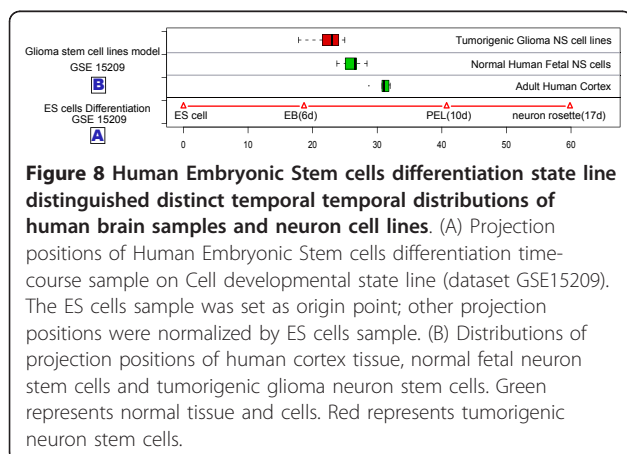 Tumorigenic Glioma NS cell lines
Glioma stem cell lines model
GSE 15209
Normal Human Fetal NS cells
B
Adult Human Cortex
ES cells Differentiation
GSE 15209
ES cell EB(6d) PEL(10d) neuron rosette(17d)
A
0 10 20 30 40 50 60
Figure 8 Human Embryonic Stem cells differentiation state line
distinguished distinct temporal temporal distributions of
human brain samples and neuron cell lines. (A) Projection
positions of Human Embryonic Stem cells differentiation time-
course sample on Cell developmental state line (dataset GSE15209).
The ES cells sample was set as origin point; other projection
positions were normalized by ES cells sample. (B) Distributions of
projection positions of human cortex tissue, normal fetal neuron
stem cells and tumorigenic glioma neuron stem cells. Green
represents normal tissue and cells. Red represents tumorigenic
neuron stem cells.